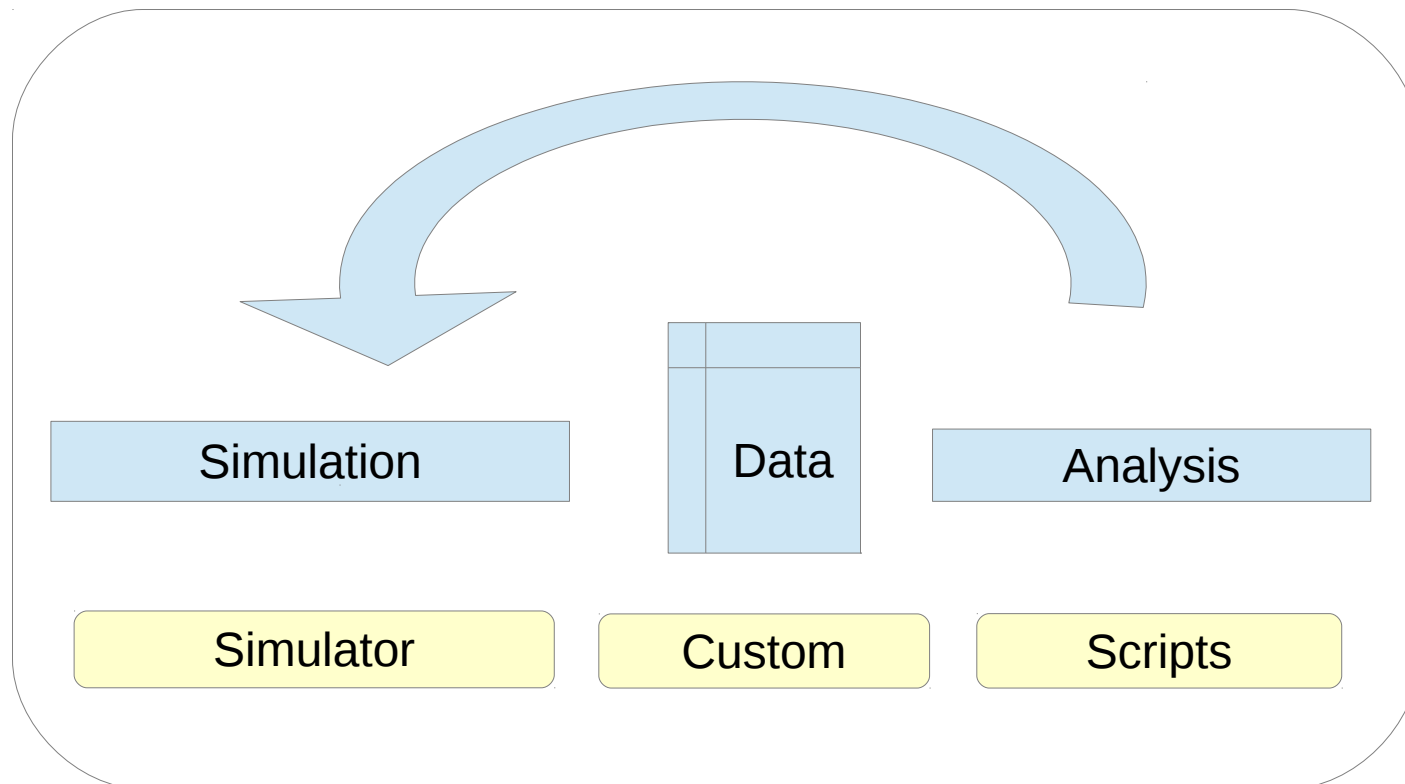 Simulation
Data
Analysis
Simulator
Custom
Scripts